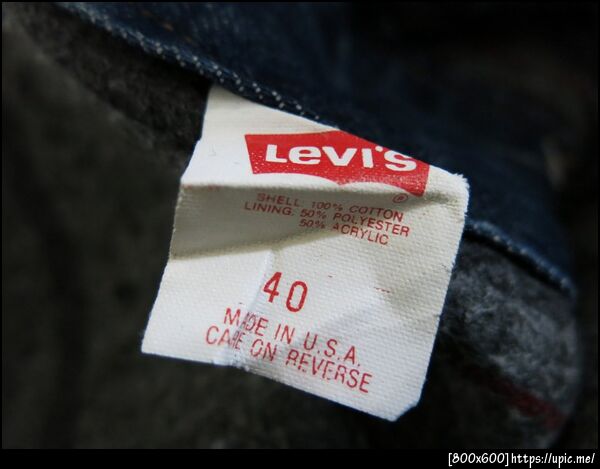 Levi's
®
SHELL 100% COTTON
LINING: 50% POLYESTER
50% ACRYLIC
40
MADE IN U.S.A.
CARE ON REVERSE
[800x600]https://upic.me/